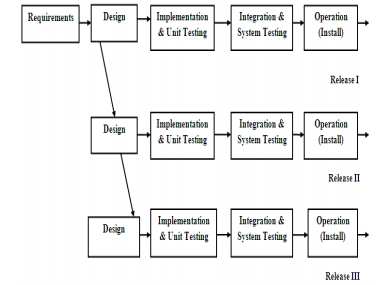 Requirements
Design
Implementation
& Unit Testing
Integration &
System Testing
Operation
(Install)
Release I
Design
Implementation
& Unit Testing
Integration &
System Testing
Operation
(Install)
Release II
Design
Implementation
& Unit Testing
Integration &
System Testing
Operation
(Install)
Release III